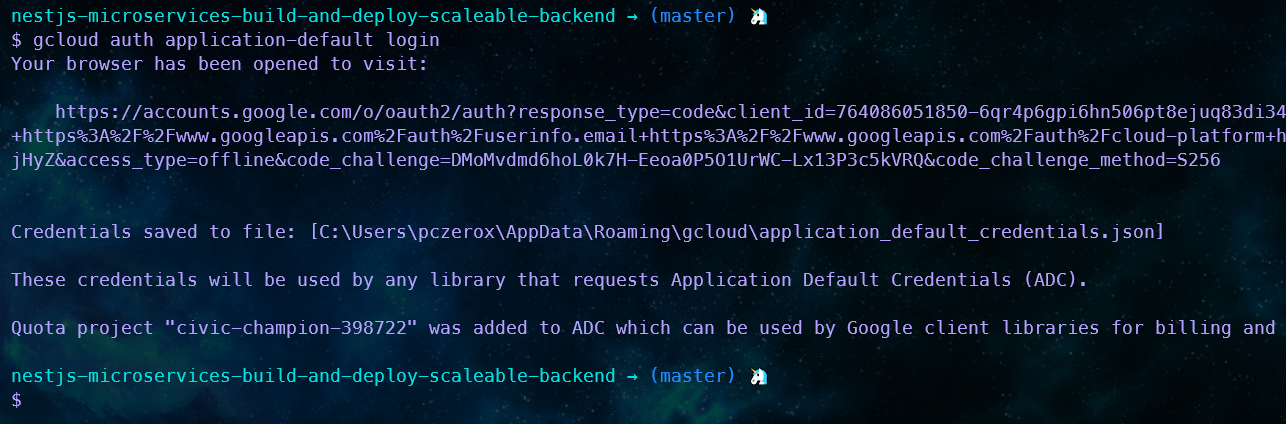 nestjs-microservices-build-and-deploy-scaleable-backend → (master) 🦄
$ gcloud auth application-default login
Your browser has been opened to visit:
https://accounts.google.com/o/oauth2/auth?response_type=code&client_id=764086051850-6qr4p6gpi6hn506pt8ejuq83di34
+https%3A%2F%2Fwww.googleapis.com%2Fauth%2Fuserinfo.email+https%3A%2F%2Fwww.googleapis.com%2Fauth%2Fcloud-platform+h
jHyZ&access_type=offline&code_challenge=DMoMvdmd6hoL0k7H-Eeoa0P5O1UrWC-Lx13P3c5kVRQ&code_challenge_method=S256
Credentials saved to file: [C:\Users\pczerox\AppData\Roaming\gcloud\application_default_credentials.json]
These credentials will be used by any library that requests Application Default Credentials (ADC).
Quota project "civic-champion-398722" was added to ADC which can be used by Google client libraries for billing and
nestjs-microservices-build-and-deploy-scaleable-backend → (master) 🦄
$